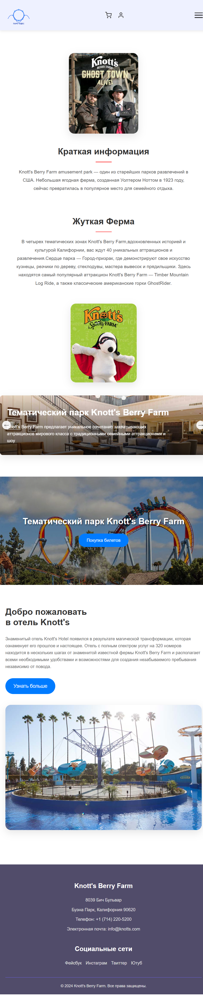 ПАРК ЧУДЕС
Knott's
BERRY FARM
GHOST TOWN
ALIVE!
Краткая информация
Knott's Berry Farm amusement park — один из старейших парков развлечений в
США. Небольшая ягодная ферма, созданная Уолтером Ноттом в 1923 году,
сейчас превратилась в популярное место для семейного отдыха.
Жуткая Ферма
В четырех тематических зонах Knott's Berry Farm,вдохновленных историей и
культурой Калифорнии, вас ждут 40 уникальных аттракционов и
развлечения.Сердце парка — Город-призрак, где демонстрируют свое искусство
кузнецы, резчики по дереву, стеклодувы, мастера вывесок и прядильщики. Здесь
находятся самый популярный аттракцион Knott's Berry Farm — Timber Mountain
Log Ride, а также классические американские горки GhostRider.
Knott's
Spooky FARM
Тематический парк Knott's Berry Farm
Knott's Berry Farm предлагает уникальное сочетание захватывающих
аттракционов мирового класса с традиционными семейными аттракционами и
шоу
Тематический парк Knott's Berry Farm
Покупка билетов
Добро пожаловать
в отель Knott's
Знаменитый отель Knott's Hotel появился в результате магической трансформации, которая
ознаменует его прошлое и настоящее. Отель с полным спектром услуг на 320 номеров
находится в нескольких шагах от знаменитой известной фермы Knott's Berry Farm и располагает
всеми необходимыми удобствами и возможностями для создания незабываемого пребывания
независимо от повода.
Узнать больше
Knott's Berry Farm
8039 Бич Бульвар
Буэна Парк, Калифорния 90620
Телефон: +1 (714) 220-5200
Электронная почта: info@knotts.com
Социальные сети
Фейсбук Инстаграм Твиттер Ютуб
© 2024 Knott's Berry Farm. Все права защищены.